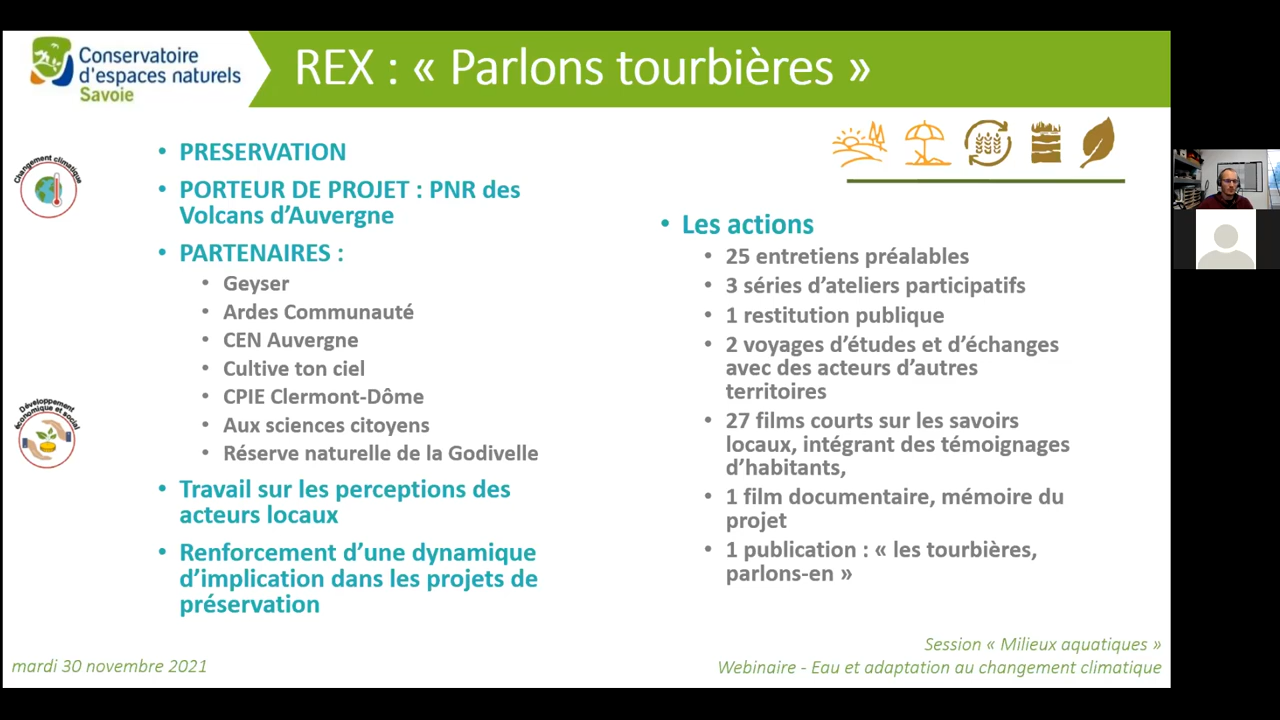 Conservatoire
d'espaces naturels
Savoie
REX : « Parlons tourbières »
Changement climatique
• PRESERVATION
• PORTEUR DE PROJET : PNR des
Volcans d'Auvergne
• PARTENAIRES :
• Geyser
• Ardes Communauté
• CEN Auvergne
• Cultive ton ciel
• CPIE Clermont-Dôme
• Aux sciences citoyens
• Réserve naturelle de la Godivelle
Développement
économique et social
• Travail sur les perceptions des
acteurs locaux
• Renforcement d'une dynamique
d'implication dans les projets de
préservation
• Les actions
• 25 entretiens préalables
• 3 séries d'ateliers participatifs
• 1 restitution publique
• 2 voyages d'études et d'échanges
avec des acteurs d'autres
territoires
• 27 films courts sur les savoirs
locaux, intégrant des témoignages
d'habitants,
• 1 film documentaire, mémoire du
projet
• 1 publication : « les tourbières,
parlons-en »
mardi 30 novembre 2021
Session « Milieux aquatiques »
Webinaire - Eau et adaptation au changement climatique